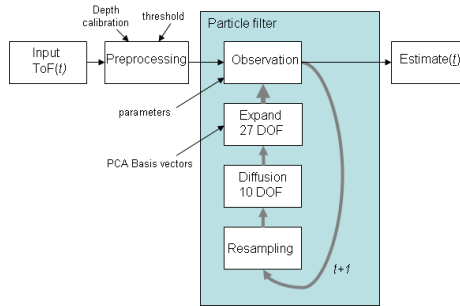 Depth
calibration
threshold
Particle filter
Input
ToF(t)
Preprocessing
Observation
Estimate(t)
parameters
Expand
27 DOF
PCA Basis vectors
Diffusion
10 DOF
Resampling
t+1